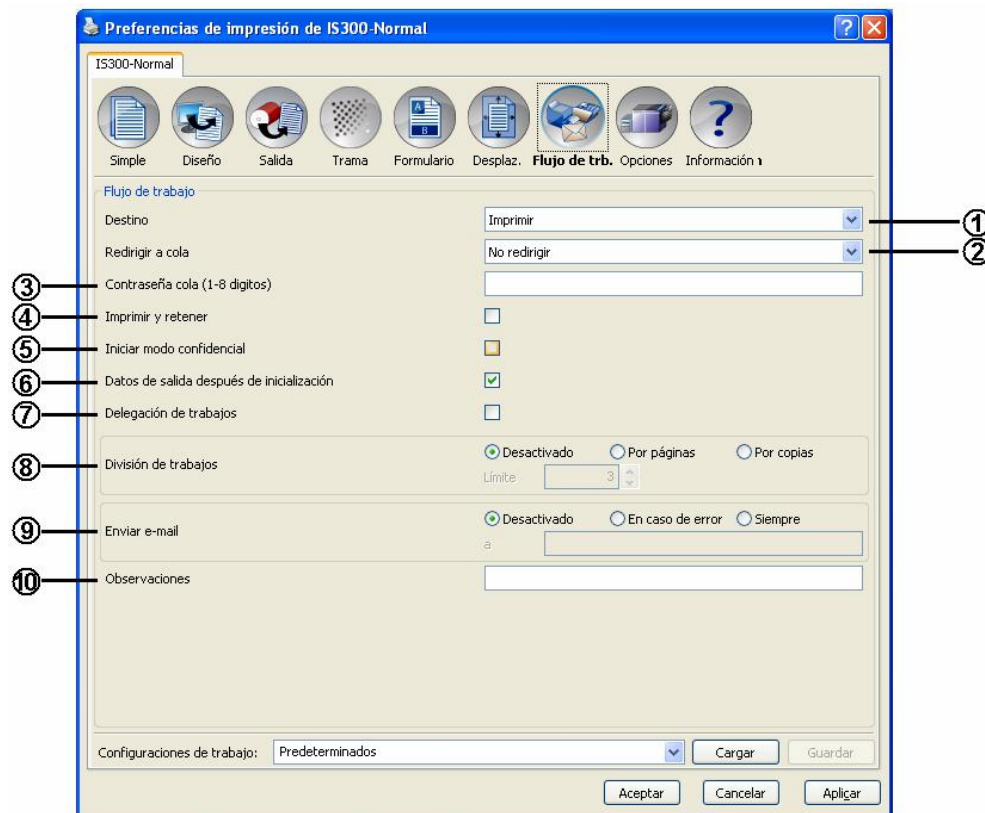 Preferencias de impresión de IS300-Normal
IS300-Normal
A
B
Simple Diseño Salida Trama Formulario Desplaz. Flujo de trb. Opciones Información
Flujo de trabajo
Destino Imprimir 1
Redirigir a cola No redirigir 2
3 Contraseña cola (1-8 digitos)
4 Imprimir y retener
5 Iniciar modo confidencial
6 Datos de salida después de inicialización
7 Delegación de trabajos
8 División de trabajos Desactivado Por páginas Por copias
Límite 3
9 Enviar e-mail Desactivado En caso de error Siempre
a
10 Observaciones
Configuraciones de trabajo: Predeterminados Cargar Guardar
Aceptar Cancelar Aplicar